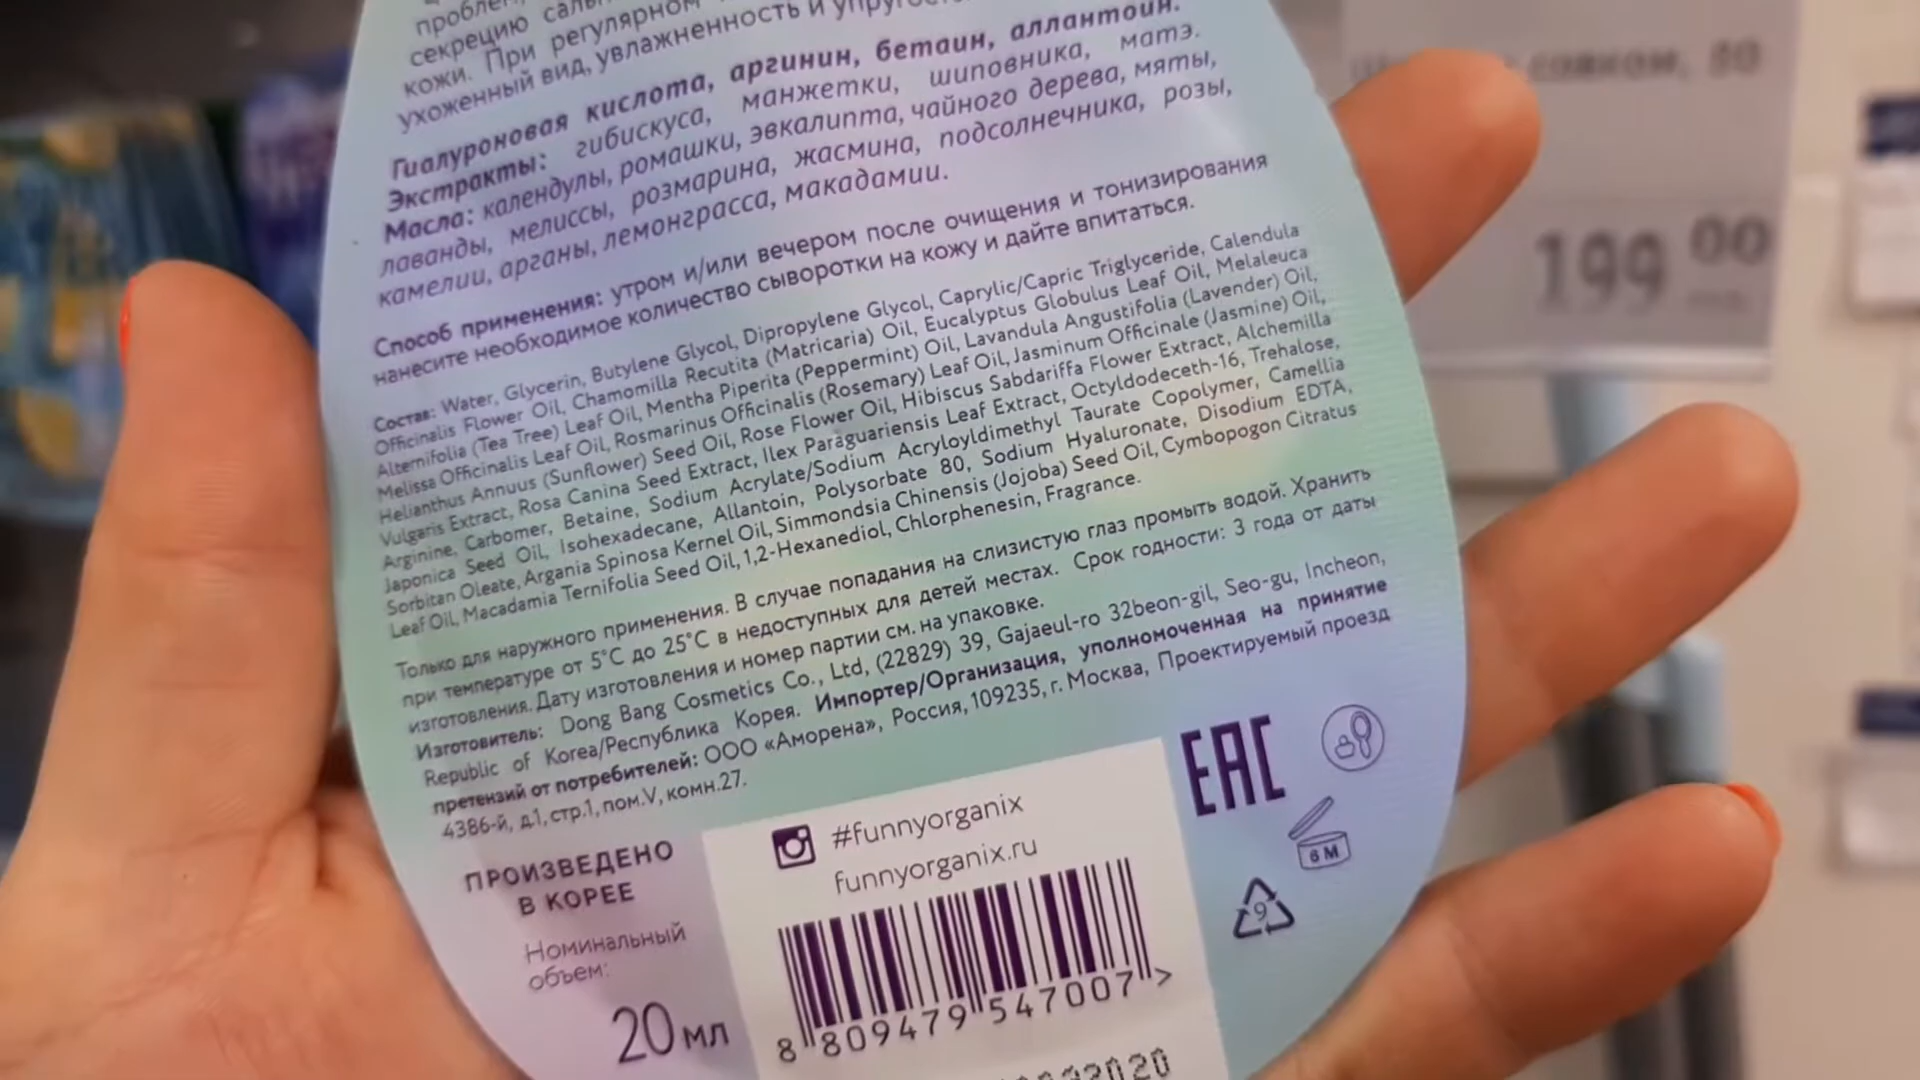 секрецию
кожи. При регулярном
ухоженный вид, увлажненность и
Гиалуроновая кислота, аргинин, бетаин, аллантоин.
Экстракты: гибискуса, манжетки, шиповника, матэ.
Масла: календулы, ромашки, эвкалипта, чайного дерева, мяты,
лаванды, мелиссы, розмарина, жасмина, подсолнечника, розы,
камелии, арганы, лемонграсса, макадамии.
Способ применения: утром и/или вечером после очищения и тонизирования
нанесите необходимое количество сыворотки на кожу и дайте впитаться.
Состав: Water, Glycerin, Butylene Glycol, Dipropylene Glycol, Caprylic/Capric Triglyceride, Calendula
Officinalis Flower Oil, Chamomilla Recutita (Matricaria) Oil, Eucalyptus Globulus Leaf Oil, Melaleuca
Alternifolia (Tea Tree) Leaf Oil, Mentha Piperita (Peppermint) Oil, Lavandula Angustifolia (Lavender) Oil,
Melissa Officinalis Leaf Oil, Rosmarinus Officinalis (Rosemary) Leaf Oil, Jasminum Officinale (Jasmine) Oil,
Helianthus Annuus (Sunflower) Seed Oil, Rose Flower Oil, Hibiscus Sabdariffa Flower Extract, Alchemilla
Vulgaris Extract, Rosa Canina Seed Extract, Ilex Paraguariensis Leaf Extract, Octyldodeceth-16, Trehalose,
Arginine, Carbomer, Betaine, Sodium Acrylate/Sodium Acryloyldimethyl Taurate Copolymer, Camellia
Japonica Seed Oil, Isohexadecane, Allantoin, Polysorbate 80, Sodium Hyaluronate, Disodium EDTA,
Sorbitan Oleate, Argania Spinosa Kernel Oil, Simmondsia Chinensis (Jojoba) Seed Oil, Cymbopogon Citratus
Leaf Oil, Macadamia Ternifolia Seed Oil, 1,2-Hexanediol, Chlorphenesin, Fragrance.
Только для наружного применения. В случае попадания на слизистую глаз промыть водой. Хранить
при температуре от 5°C до 25°C в недоступных для детей местах. Срок годности: 3 года от даты
изготовления. Дату изготовления и номер партии см. на упаковке.
Изготовитель: Dong Bang Cosmetics Co., Ltd, (22829) 39, Gajaeul-ro 32beon-gil, Seo-gu, Incheon,
Republic of Korea/Республика Корея. Импортер/Организация, уполномоченная на принятие
претензий от потребителей: ООО «Аморена», Россия, 109235, г. Москва, Проектируемый проезд
4386-й, д.1, стр.1, пом.V, комн.27.
ПРОИЗВЕДЕНО
В КОРЕЕ
Номинальный
объем:
20 мл
#funnyorganix
funnyorganix.ru
8 809479 547007 >
EAC
6 M
9
совком, 50
199 00